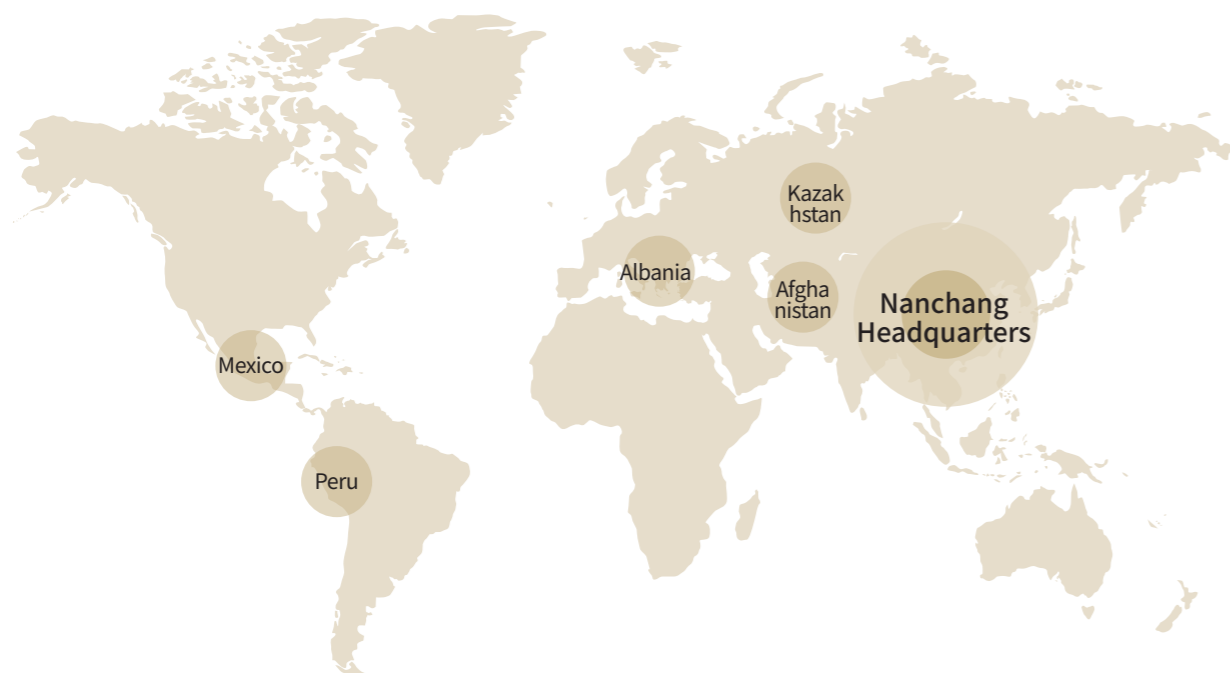 Kazak
hstan
Albania
Afgha
nistan
Nanchang
Headquarters
Mexico
Peru